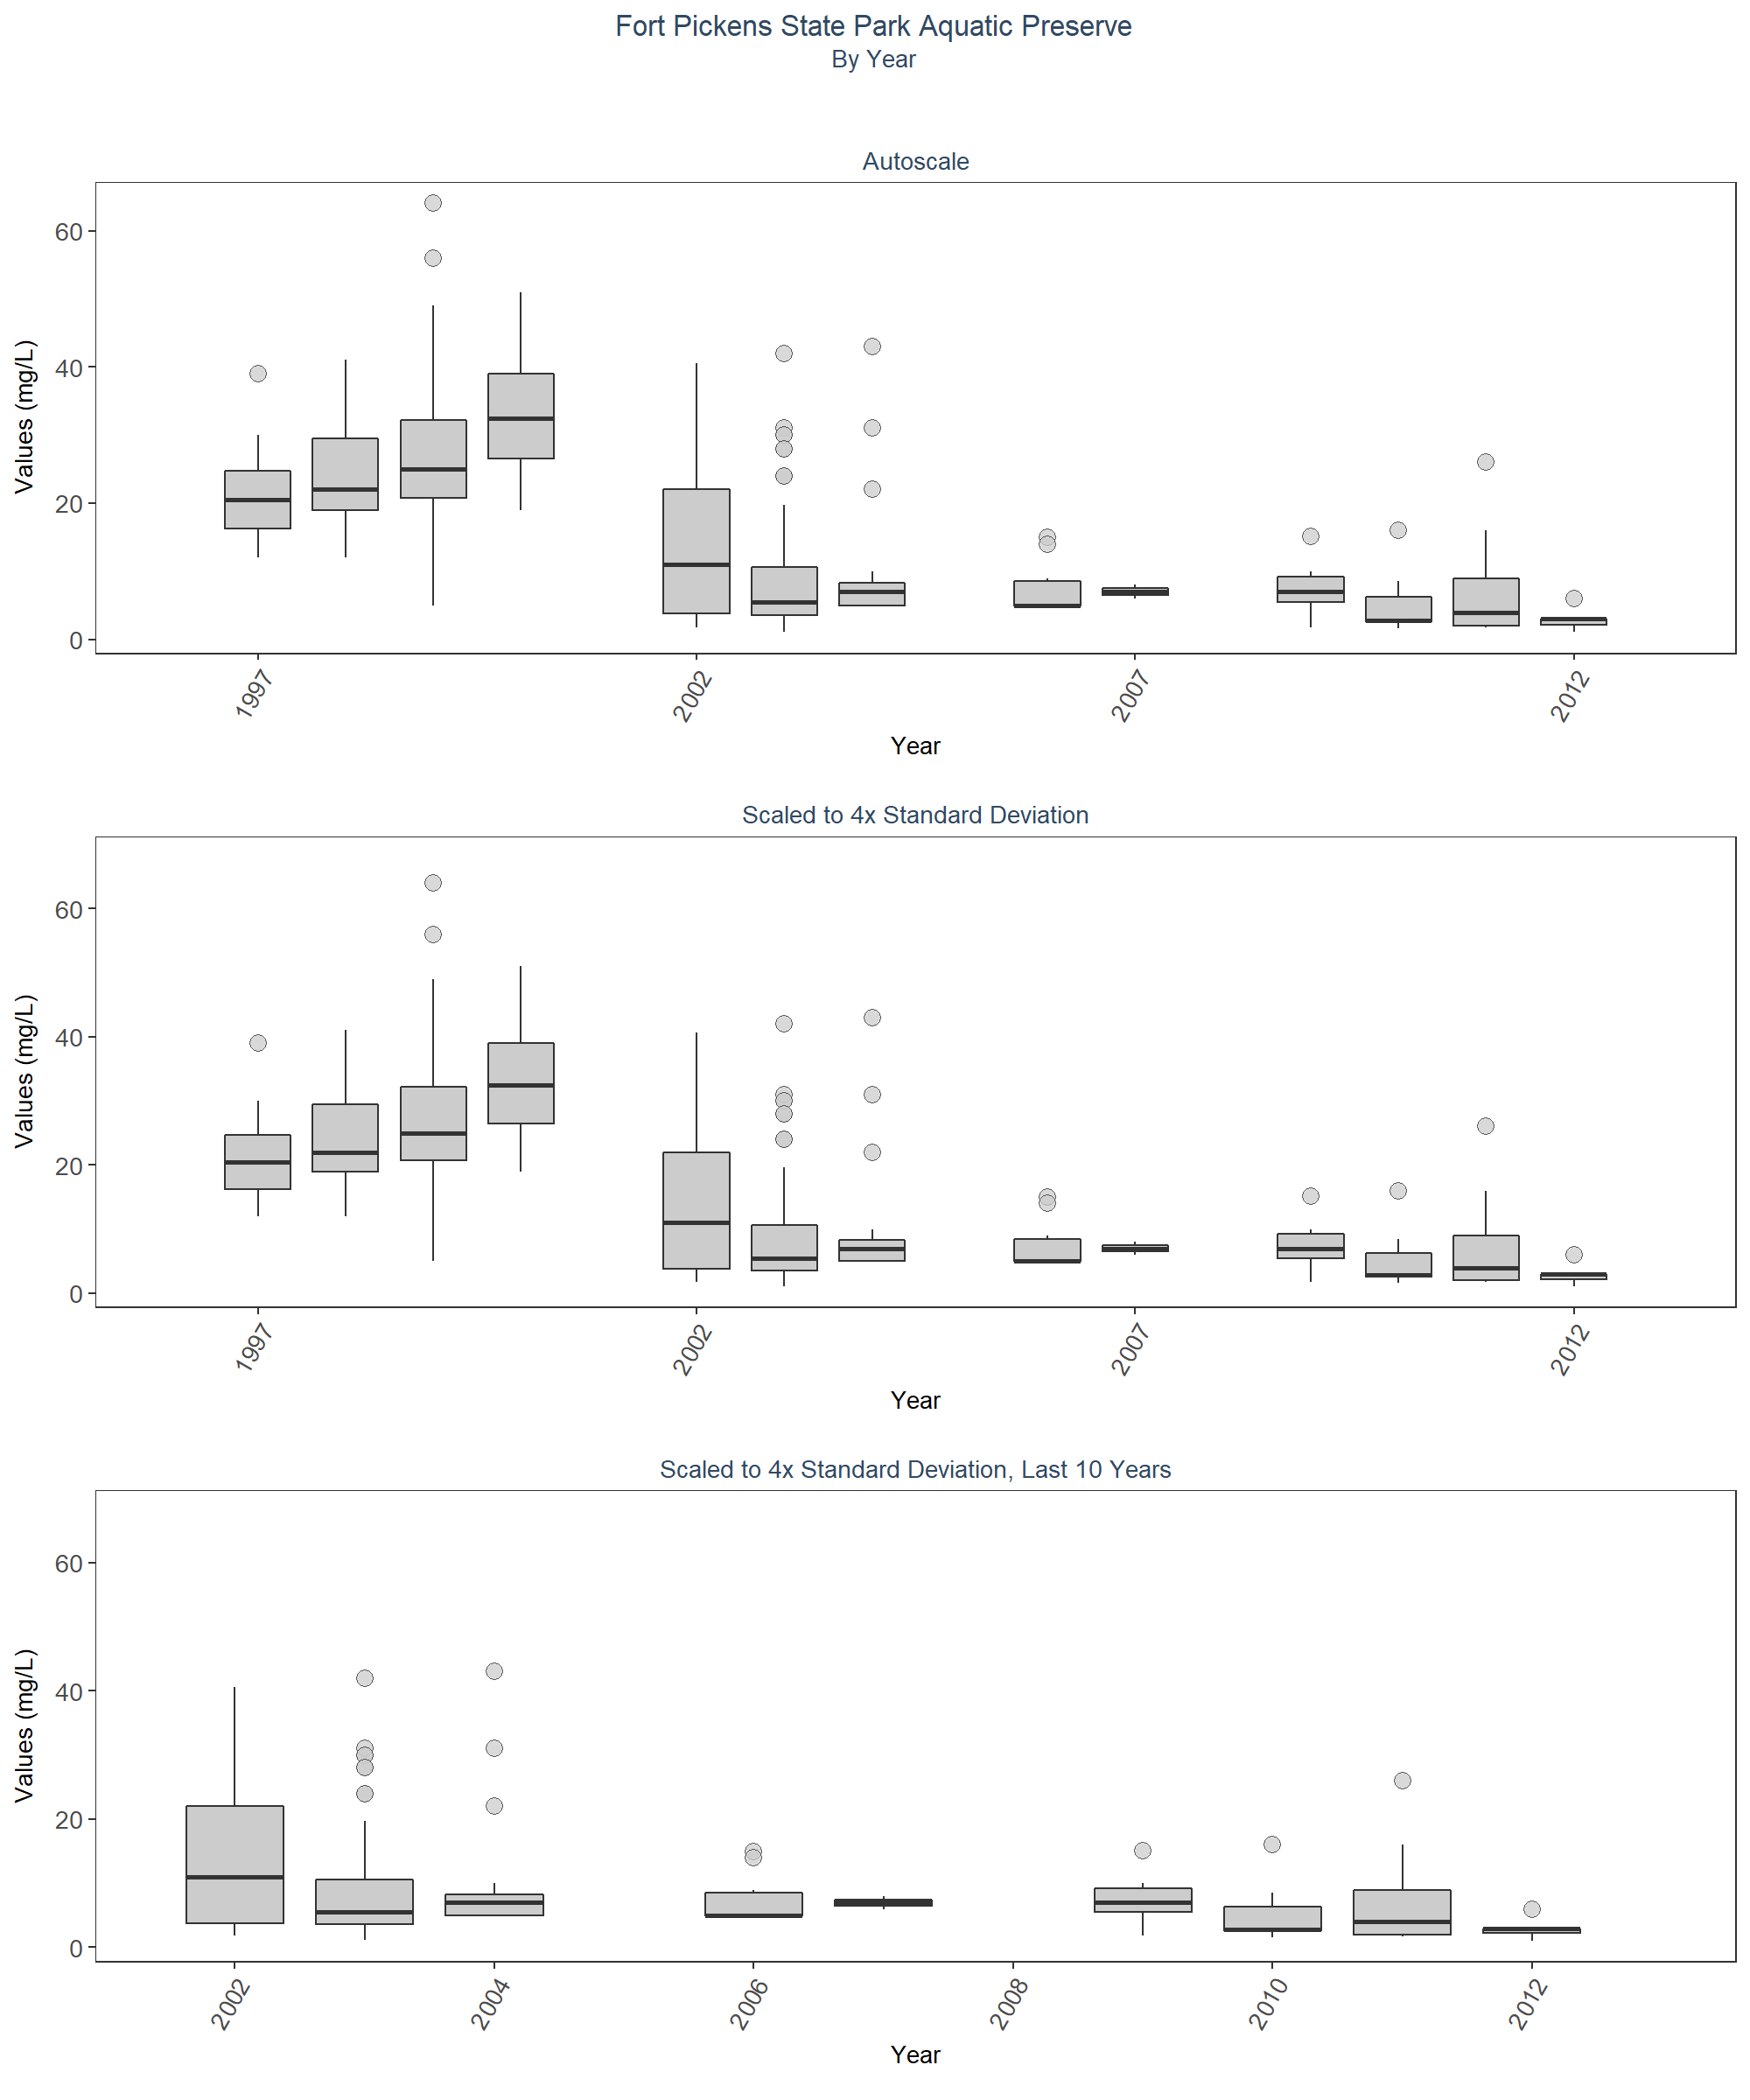 Fort Pickens State Park Aquatic Preserve
By Year
Autoscale
Values (mg/L)
60
40
20
0
1997
2002
2007
2012
Year
Scaled to 4x Standard Deviation
Values (mg/L)
60
40
20
0
1997
2002
2007
2012
Year
Scaled to 4x Standard Deviation, Last 10 Years
Values (mg/L)
60
40
20
0
2002
2004
2006
2008
2010
2012
Year